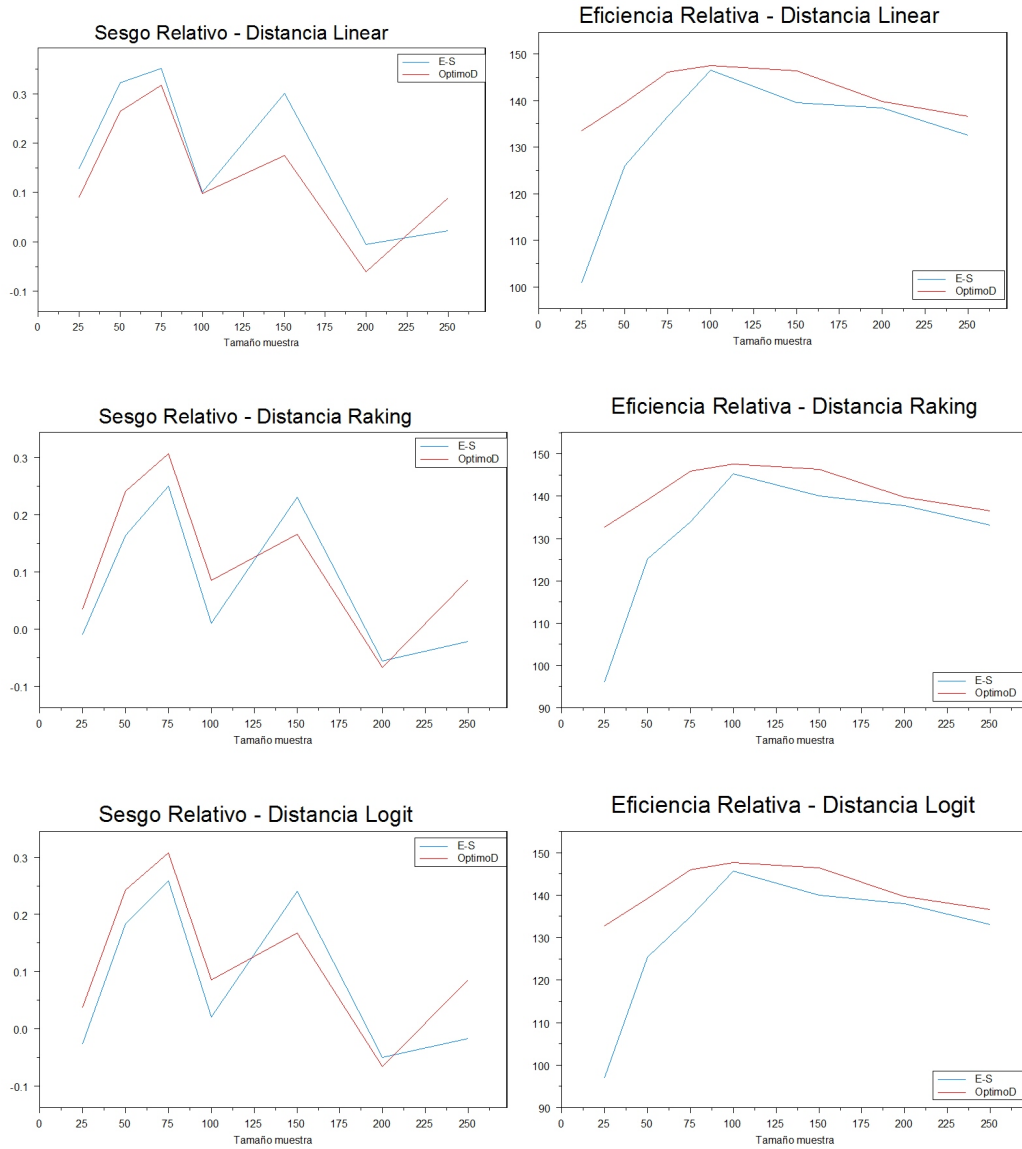 Sesgo Relativo - Distancia Linear
E-S
OptimoD
0.3
0.2
0.1
0.0
-0.1
0 25 50 75 100 125 150 175 200 225 250
Tamaño muestra
Eficiencia Relativa - Distancia Linear
150
140
130
120
110
100
E-S
OptimoD
0 25 50 75 100 125 150 175 200 225 250
Tamaño muestra
Sesgo Relativo - Distancia Raking
E-S
OptimoD
0.3
0.2
0.1
0.0
-0.1
0 25 50 75 100 125 150 175 200 225 250
Tamaño muestra
Eficiencia Relativa - Distancia Raking
150
140
130
120
110
100
90
E-S
OptimoD
0 25 50 75 100 125 150 175 200 225 250
Tamaño muestra
Sesgo Relativo - Distancia Logit
E-S
OptimoD
0.3
0.2
0.1
0.0
-0.1
0 25 50 75 100 125 150 175 200 225 250
Tamaño muestra
Eficiencia Relativa - Distancia Logit
150
140
130
120
110
100
90
E-S
OptimoD
0 25 50 75 100 125 150 175 200 225 250
Tamaño muestra